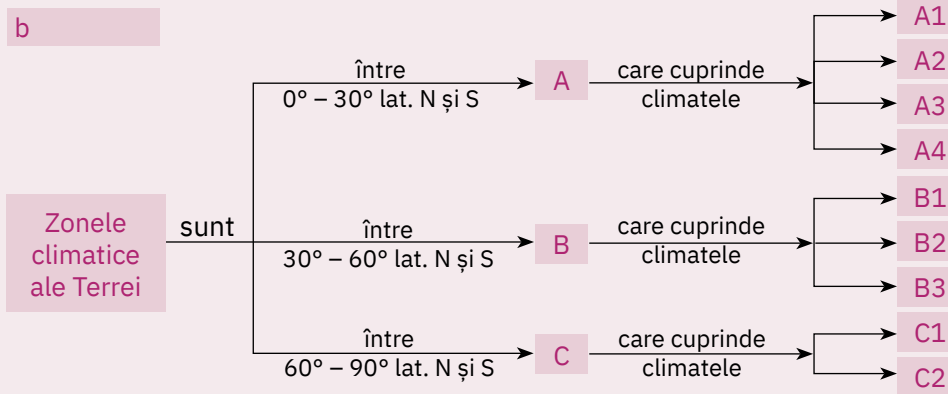 b
Zonele
climatice
ale Terrei
sunt
între
0° – 30° lat. N și S
A
care cuprinde
climatele
A1
A2
A3
A4
între
30° – 60° lat. N și S
B
care cuprinde
climatele
B1
B2
B3
între
60° – 90° lat. N și S
C
care cuprinde
climatele
C1
C2